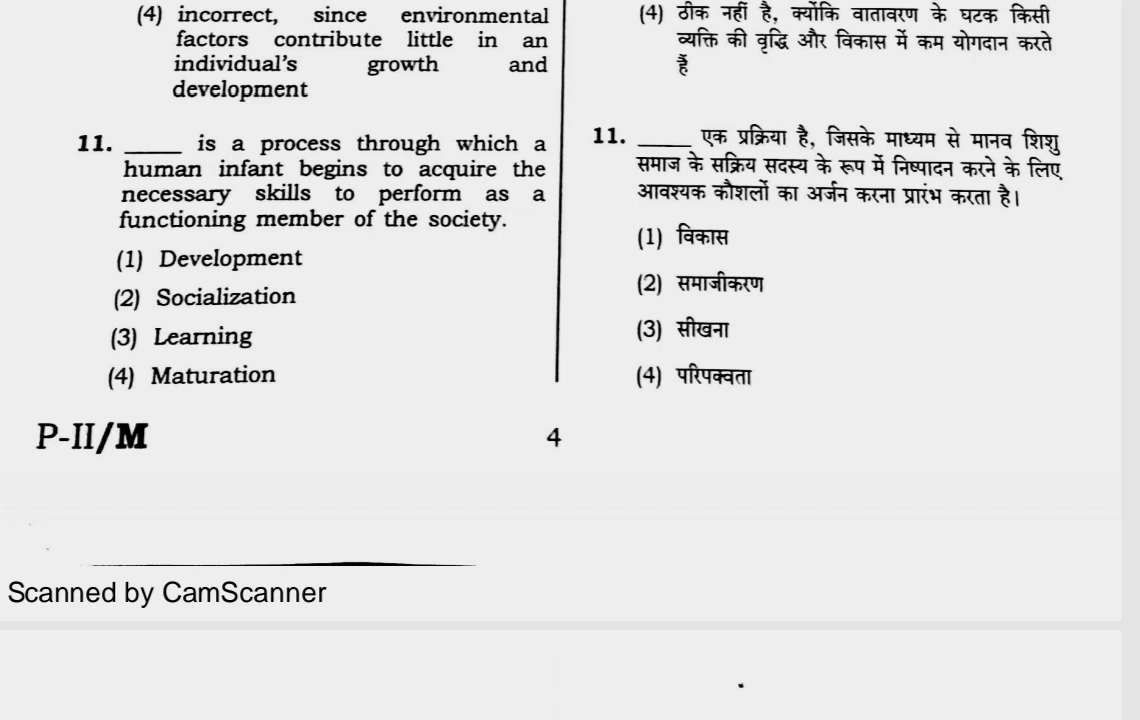 (4) incorrect, since environmental
factors contribute little in an
individual's growth and
development
11. _____ is a process through which a
human infant begins to acquire the
necessary skills to perform as a
functioning member of the society.
(1) Development
(2) Socialization
(3) Learning
(4) Maturation
(4) ठीक नहीं है, क्योंकि वातावरण के घटक किसी
व्यक्ति की वृद्धि और विकास में कम योगदान करते
हैं
11. _____ एक प्रक्रिया है, जिसके माध्यम से मानव शिशु
समाज के सक्रिय सदस्य के रूप में निष्पादन करने के लिए
आवश्यक कौशलों का अर्जन करना प्रारंभ करता है।
(1) विकास
(2) समाजीकरण
(3) सीखना
(4) परिपक्वता
P-II/M
4
Scanned by CamScanner